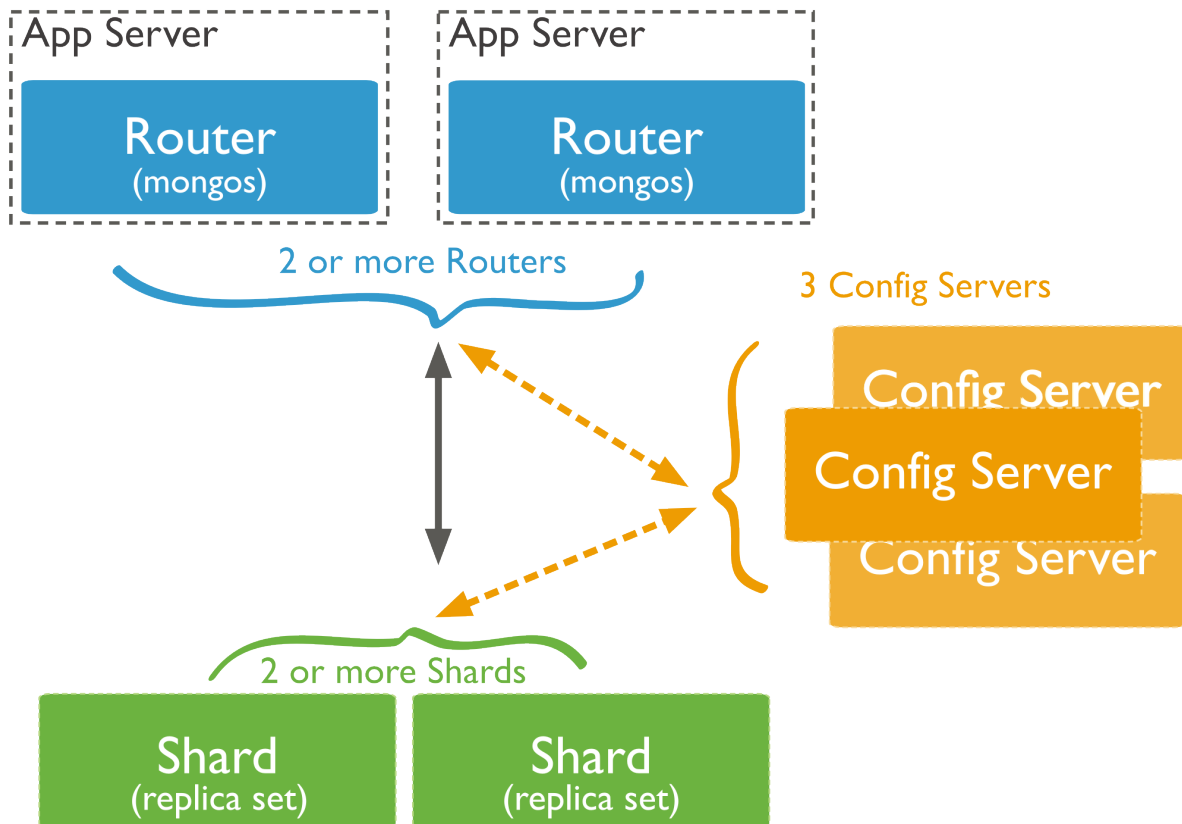 App Server
Router
(mongos)
App Server
Router
(mongos)
2 or more Routers
3 Config Servers
Config Server
Config Server
Config Server
2 or more Shards
Shard
(replica set)
Shard
(replica set)